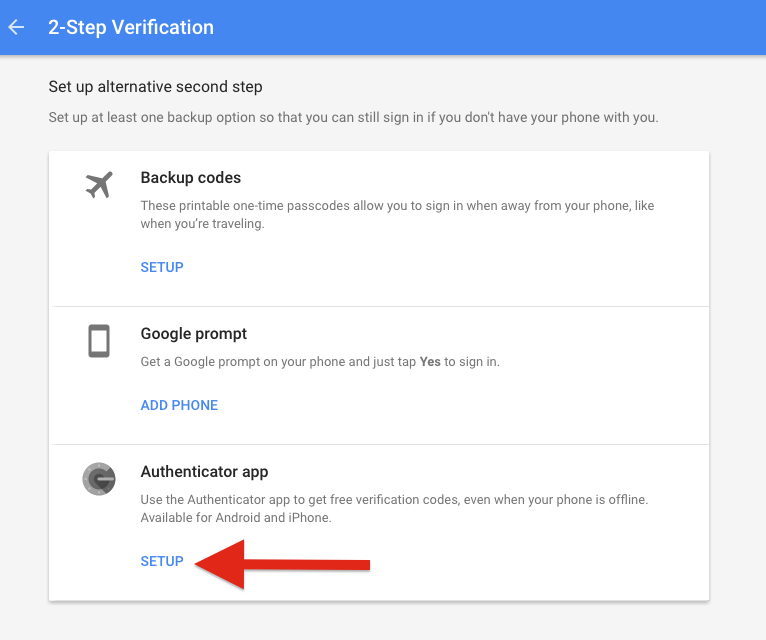 2-Step Verification
Set up alternative second step
Set up at least one backup option so that you can still sign in if you don't have your phone with you.
Backup codes
These printable one-time passcodes allow you to sign in when away from your phone, like
when you’re traveling.
SETUP
Google prompt
Get a Google prompt on your phone and just tap Yes to sign in.
ADD PHONE
Authenticator app
Use the Authenticator app to get free verification codes, even when your phone is offline.
Available for Android and iPhone.
SETUP